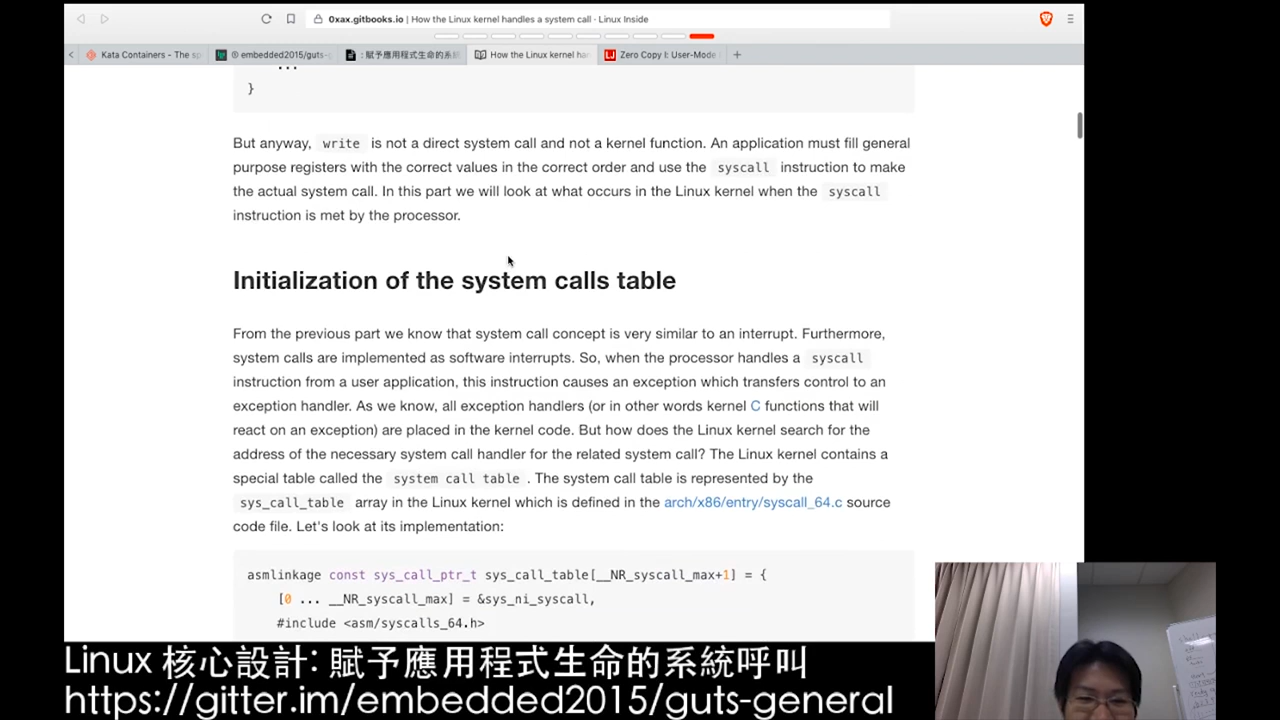 0xax.gitbooks.io | How the Linux kernel handles a system call · Linux Inside
Kata Containers - The sp
embedded2015/guts-g
: 賦予應用程式生命的系統
How the Linux kernel han
Zero Copy I: User-Mode
...
}
But anyway, write is not a direct system call and not a kernel function. An application must fill general
purpose registers with the correct values in the correct order and use the syscall instruction to make
the actual system call. In this part we will look at what occurs in the Linux kernel when the syscall
instruction is met by the processor.
Initialization of the system calls table
From the previous part we know that system call concept is very similar to an interrupt. Furthermore,
system calls are implemented as software interrupts. So, when the processor handles a syscall
instruction from a user application, this instruction causes an exception which transfers control to an
exception handler. As we know, all exception handlers (or in other words kernel C functions that will
react on an exception) are placed in the kernel code. But how does the Linux kernel search for the
address of the necessary system call handler for the related system call? The Linux kernel contains a
special table called the system call table . The system call table is represented by the
sys_call_table array in the Linux kernel which is defined in the arch/x86/entry/syscall_64.c source
code file. Let's look at its implementation:
asmlinkage const sys_call_ptr_t sys_call_table[__NR_syscall_max+1] = {
[0 ... __NR_syscall_max] = &sys_ni_syscall,
#include <asm/syscalls_64.h>
Linux 核心設計: 賦予應用程式生命的系統呼叫
https://gitter.im/embedded2015/guts-general